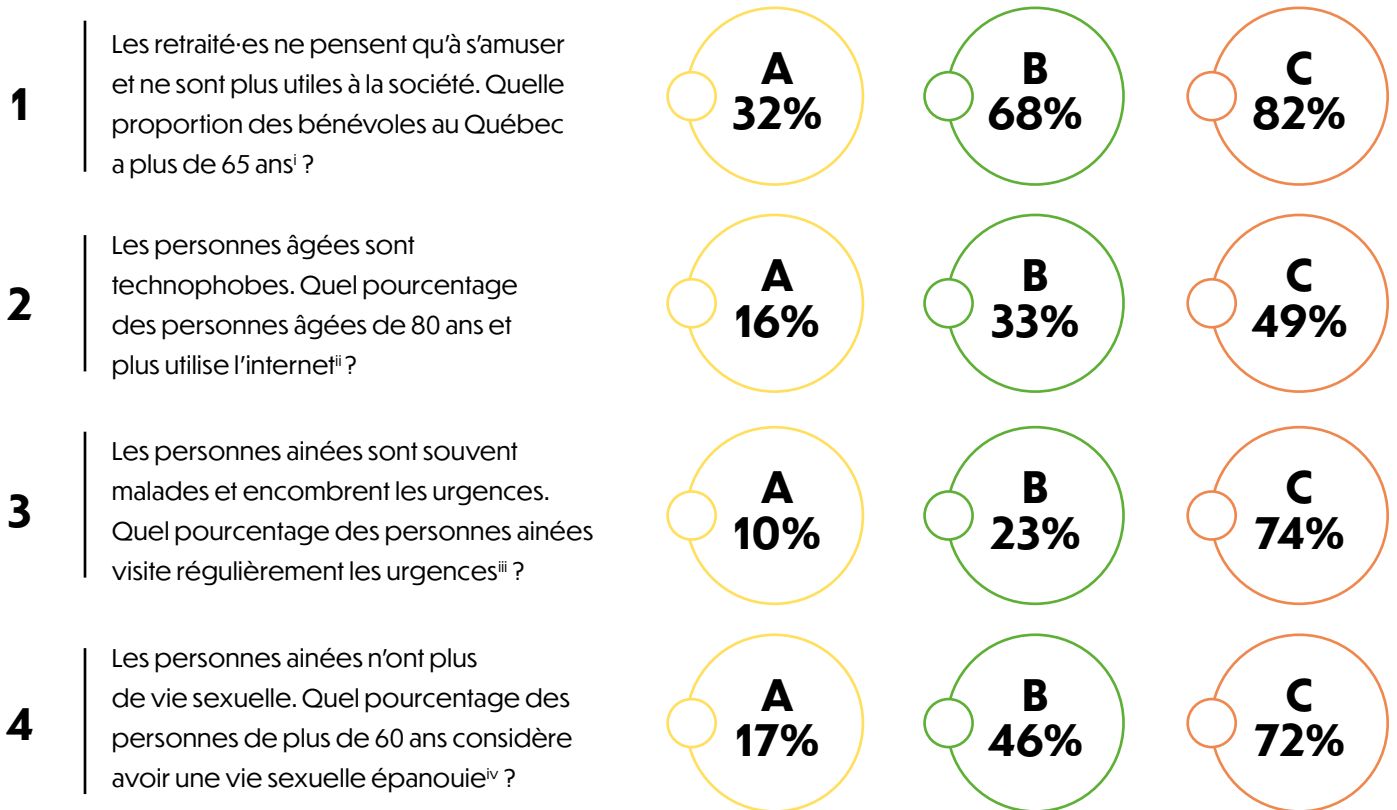 1
Les retraité·es ne pensent qu'à s'amuser
et ne sont plus utiles à la société. Quelle
proportion des bénévoles au Québec
a plus de 65 ansⁱ ?
A
32%
B
68%
C
82%
2
Les personnes âgées sont
technophobes. Quel pourcentage
des personnes âgées de 80 ans et
plus utilise l'internetⁱⁱ ?
A
16%
B
33%
C
49%
3
Les personnes ainées sont souvent
malades et encombrent les urgences.
Quel pourcentage des personnes ainées
visite régulièrement les urgencesⁱⁱⁱ ?
A
10%
B
23%
C
74%
4
Les personnes ainées n'ont plus
de vie sexuelle. Quel pourcentage des
personnes de plus de 60 ans considère
avoir une vie sexuelle épanouieⁱᵛ ?
A
17%
B
46%
C
72%